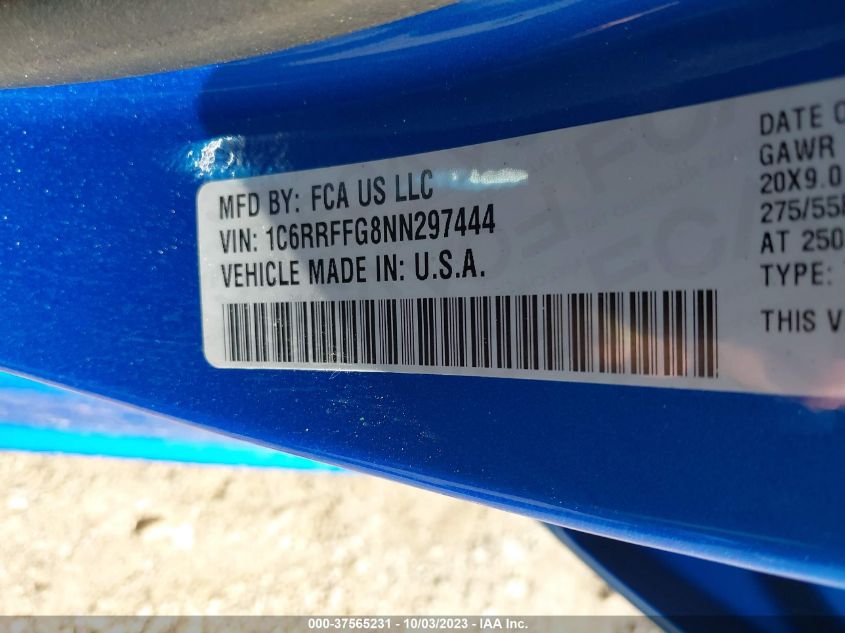 MFD BY: FCA US LLC
VIN: 1C6RRFFG8NN297444
VEHICLE MADE IN: U.S.A.
DATE O
GAWR
20X9.0
275/55
AT 250
TYPE:
THIS V
000-37565231 - 10/03/2023 - IAA Inc.